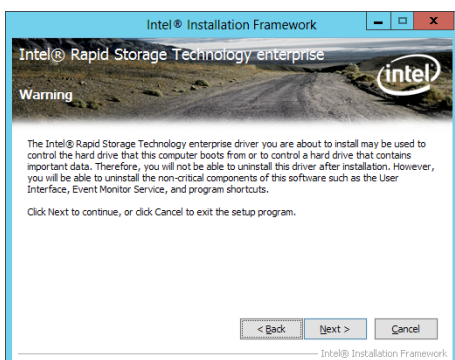 Intel® Installation Framework
Intel® Rapid Storage Technology enterprise
intel
Warning
The Intel® Rapid Storage Technology enterprise driver you are about to install may be used to
control the hard drive that this computer boots from or to control a hard drive that contains
important data. Therefore, you will not be able to uninstall this driver after installation. However,
you will be able to uninstall the non-critical components of this software such as the User
Interface, Event Monitor Service, and program shortcuts.
Click Next to continue, or click Cancel to exit the setup program.
< Back Next > Cancel
Intel® Installation Framework